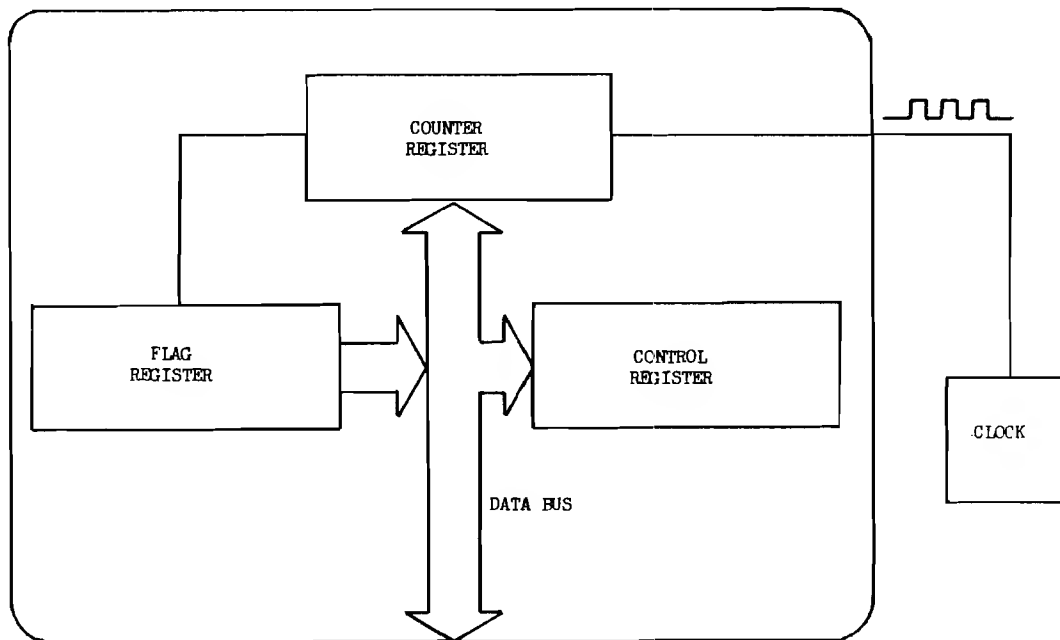 COUNTER
REGISTER
FLAG
REGISTER
CONTROL
REGISTER
CLOCK
DATA BUS